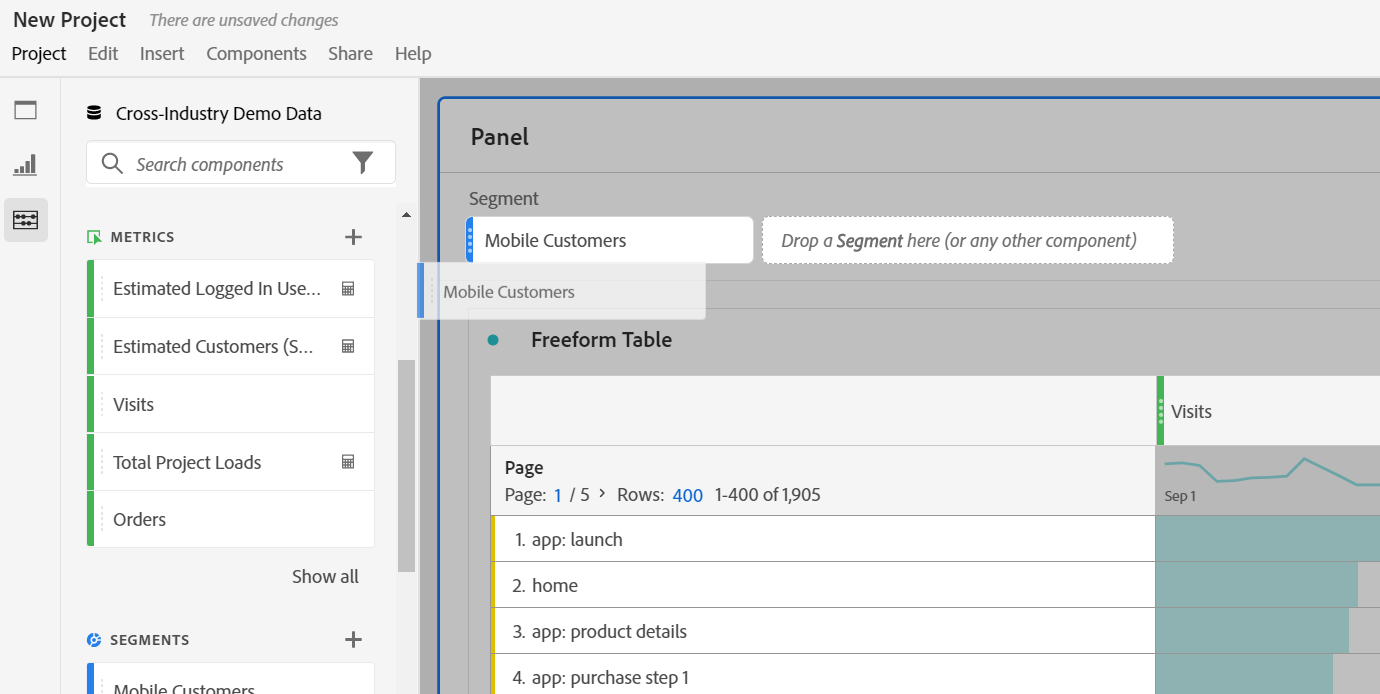 New Project There are unsaved changes
Project Edit Insert Components Share Help
Cross-Industry Demo Data
Search components
METRICS
Estimated Logged In Use...
Estimated Customers (S...
Visits
Total Project Loads
Orders
Show all
SEGMENTS
Mobile Customers
Panel
Segment
Mobile Customers
Drop a Segment here (or any other component)
Mobile Customers
Freeform Table
Visits
Page
Page: 1 / 5 > Rows: 400 1-400 of 1,905
Sep 1
1. app: launch
2. home
3. app: product details
4. app: purchase step 1